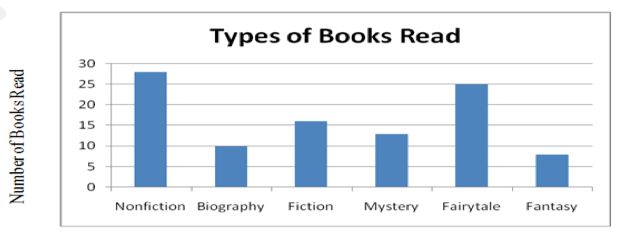 Types of Books Read
Number of Books Read
30
25
20
15
10
5
0
Nonfiction Biography Fiction Mystery Fairytale Fantasy